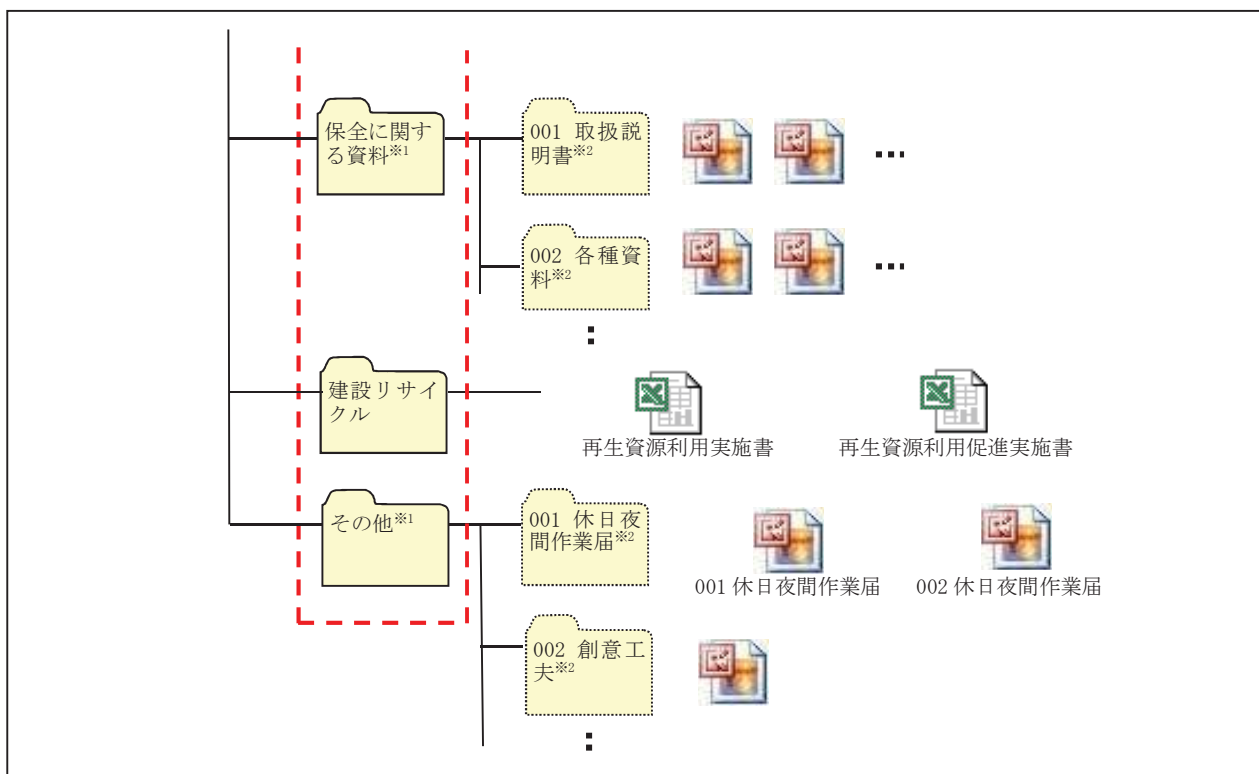 保全に関す
る資料※1
001 取扱説
明書※2
002 各種資
料※2
建設リサイ
クル
再生資源利用実施書
再生資源利用促進実施書
その他※1
001 休日夜
間作業届※2
001 休日夜間作業届
002 休日夜間作業届
002 創意工
夫※2